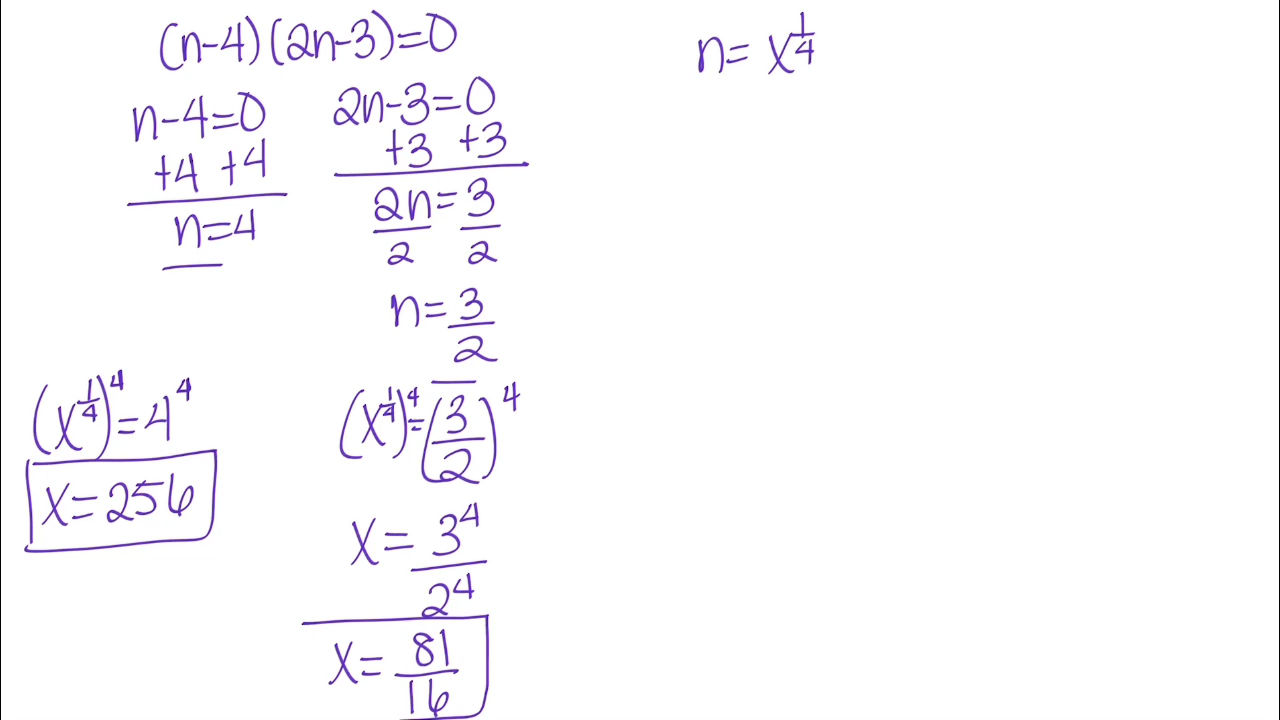 (n-4)(2n-3)=0
n-4=0
+4 +4
n=4
2n-3=0
+3 +3
2n/2=3/2
n=3/2
(x^(1/4))^4=4^4
x=256
(x^(1/4))^4=(3/2)^4
x=3^4/2^4
x=81/16
n=x^(1/4)